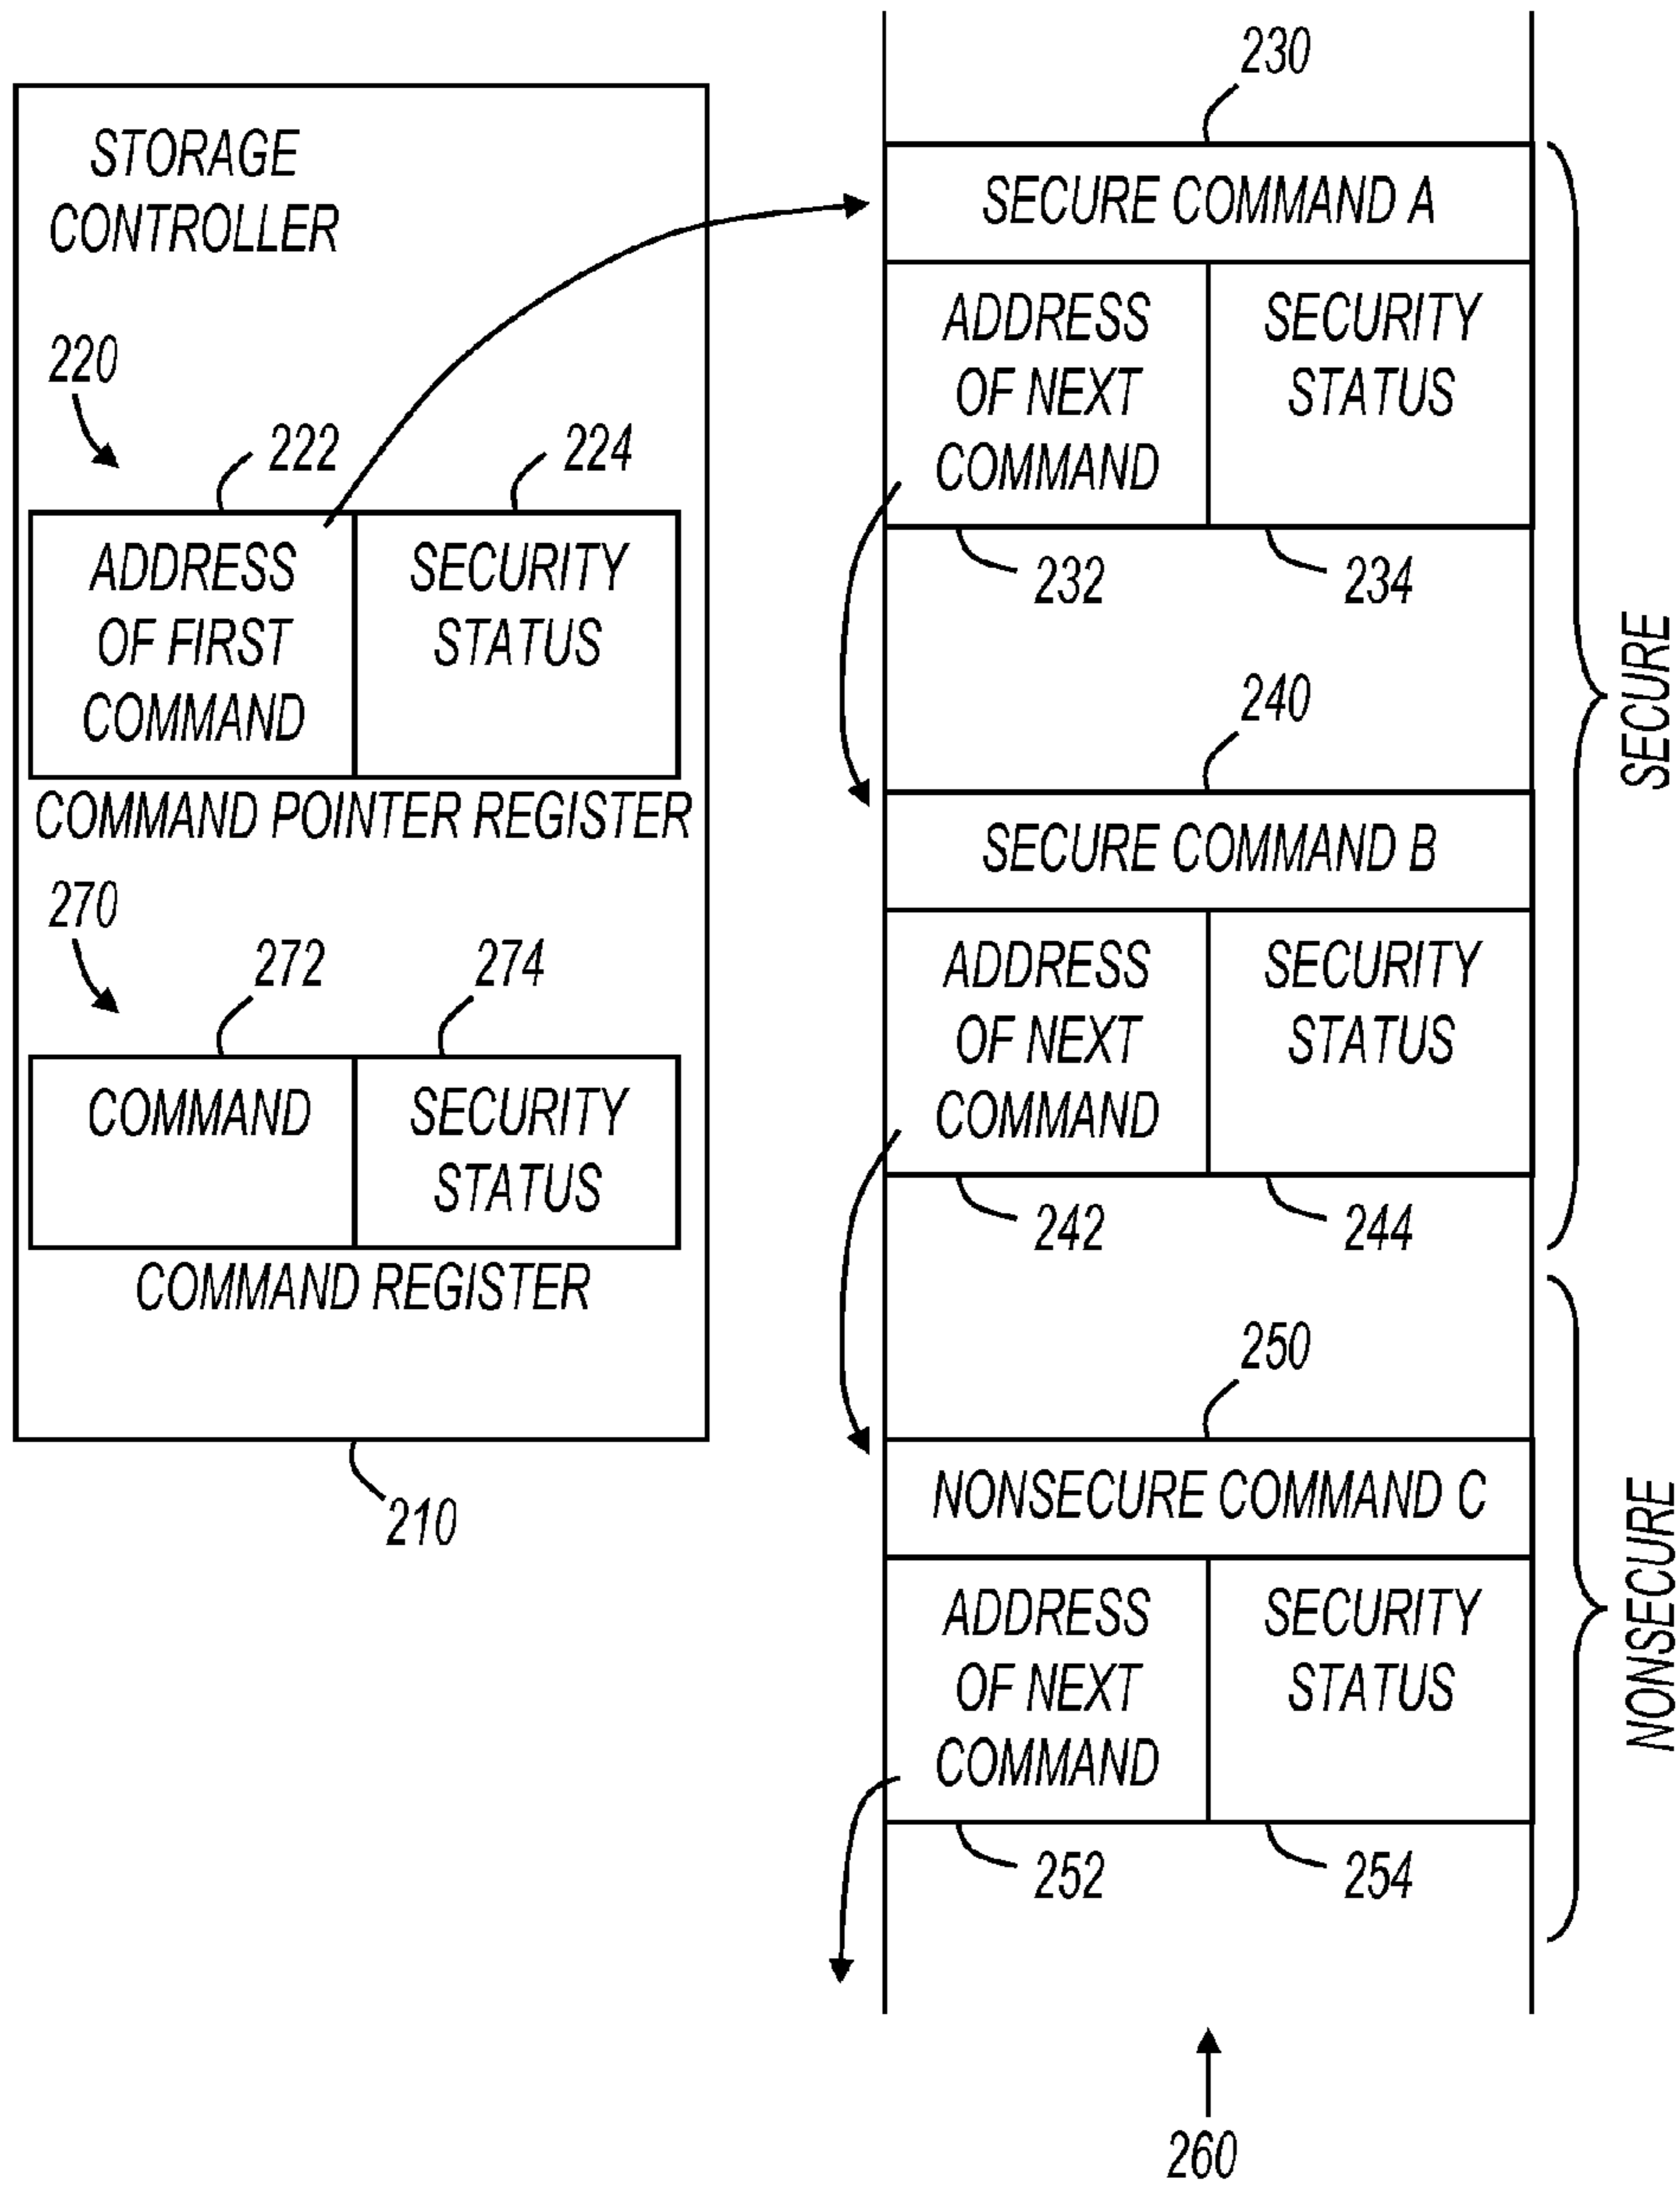 STORAGE
CONTROLLER
220
222
224
ADDRESS
OF FIRST
COMMAND
SECURITY
STATUS
COMMAND POINTER REGISTER
270
272
274
COMMAND
SECURITY
STATUS
COMMAND REGISTER
210
230
SECURE COMMAND A
ADDRESS
OF NEXT
COMMAND
SECURITY
STATUS
232
234
240
SECURE COMMAND B
ADDRESS
OF NEXT
COMMAND
SECURITY
STATUS
242
244
250
NONSECURE COMMAND C
ADDRESS
OF NEXT
COMMAND
SECURITY
STATUS
252
254
260
SECURE
NONSECURE